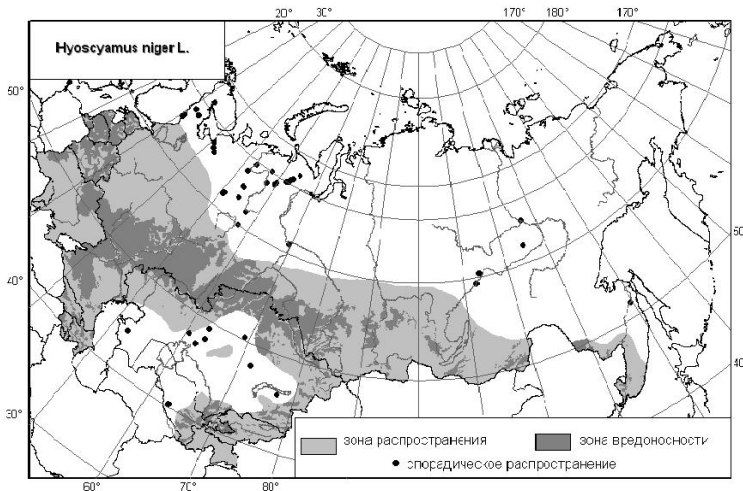 20° 30° 170° 180° 170°
Hyoscyamus niger L.
50°
50
40°
40°
30°
зона распространения зона вредоносности
спорадическое распространение
60° 70° 80°